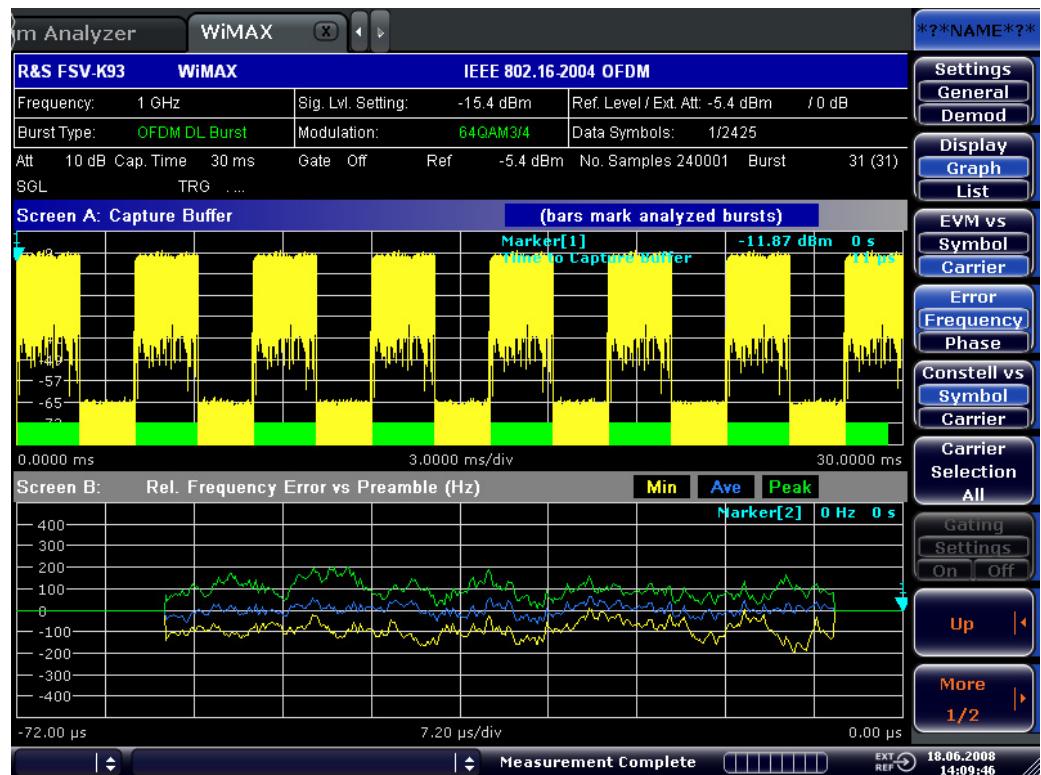 m Analyzer WiMAX X
R&S FSV-K93 WiMAX IEEE 802.16-2004 OFDM
Frequency: 1 GHz Sig. Lvl. Setting: -15.4 dBm Ref. Level / Ext. Att: -5.4 dBm / 0 dB
Burst Type: OFDM DL Burst Modulation: 64QAM3/4 Data Symbols: 1/2425
Att 10 dB Cap. Time 30 ms Gate Off Ref -5.4 dBm No. Samples 240001 Burst 31 (31)
SGL TRG . ...
Screen A: Capture Buffer (bars mark analyzed bursts)
1 Marker[1] -11.87 dBm 0 s
Time to Capture Buffer 11 µs
-57
-65
0.0000 ms 3.0000 ms/div 30.0000 ms
Screen B: Rel. Frequency Error vs Preamble (Hz) Min Ave Peak
Marker[2] 0 Hz 0 s
400
300
200
100
1
0
-100
-200
-300
-400
-72.00 µs 7.20 µs/div 0.00 µs
Measurement Complete EXT REF 18.06.2008 14:09:46
*?*NAME*?*
Settings
General
Demod
Display
Graph
List
EVM vs
Symbol
Carrier
Error
Frequency
Phase
Constell vs
Symbol
Carrier
Carrier
Selection
All
Gating
Settings
On Off
Up
More
1/2